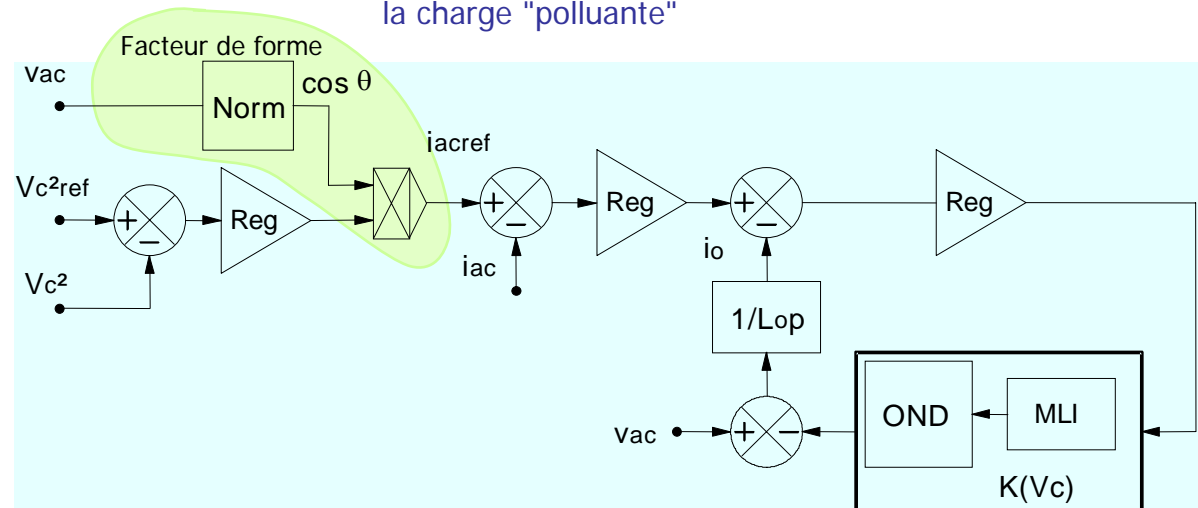 la charge "polluante"
Facteur de forme
vac
cos θ
Norm
iacref
Vc²ref
+
−
Reg
+
−
Reg
+
−
Reg
Vc²
iac
io
1/Lop
vac
+
−
OND
MLI
K(Vc)